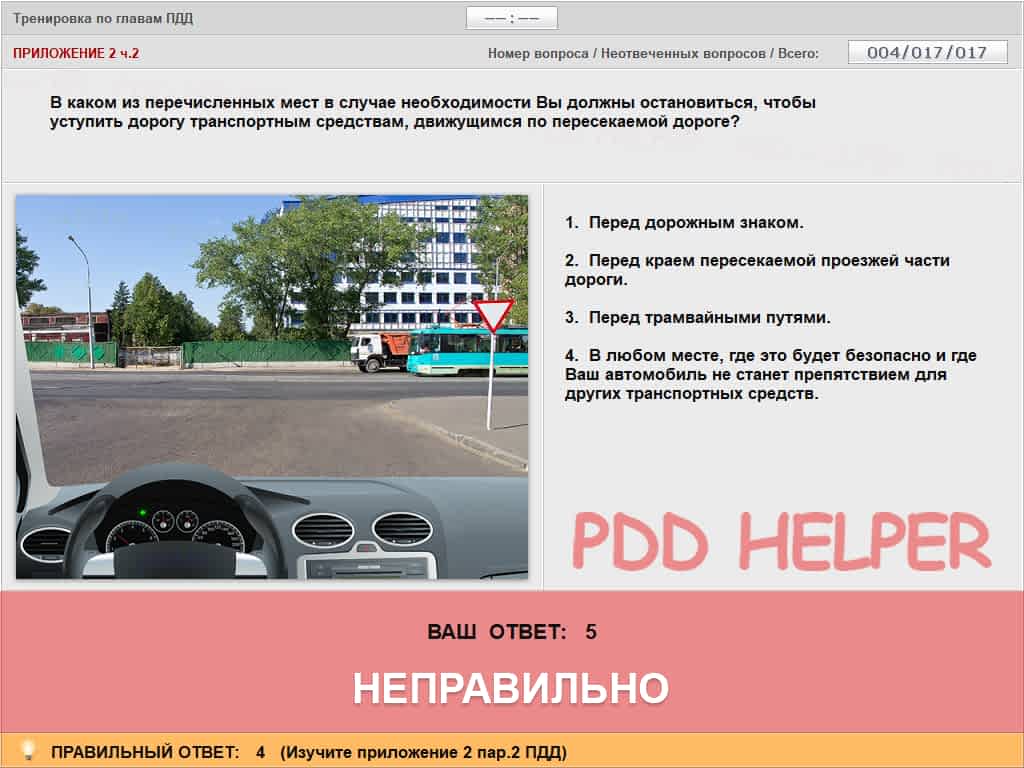 Тренировка по главам ПДД
−− : −−
ПРИЛОЖЕНИЕ 2 ч.2
Номер вопроса / Неотвеченных вопросов / Всего:
004/017/017
В каком из перечисленных мест в случае необходимости Вы должны остановиться, чтобы
уступить дорогу транспортным средствам, движущимся по пересекаемой дороге?
1. Перед дорожным знаком.
2. Перед краем пересекаемой проезжей части
дороги.
3. Перед трамвайными путями.
4. В любом месте, где это будет безопасно и где
Ваш автомобиль не станет препятствием для
других транспортных средств.
PDD HELPER
ВАШ ОТВЕТ: 5
НЕПРАВИЛЬНО
ПРАВИЛЬНЫЙ ОТВЕТ: 4 (Изучите приложение 2 пар.2 ПДД)